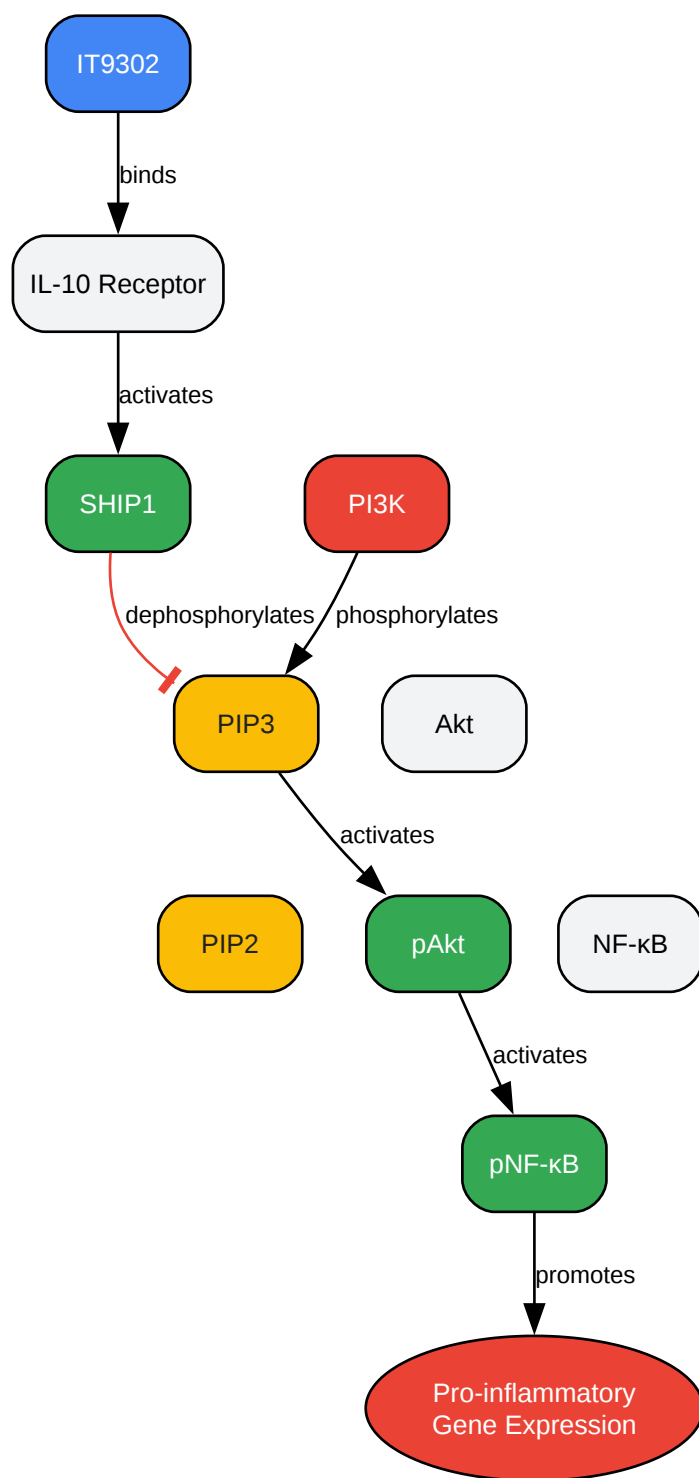 IT9302
binds
IL-10 Receptor
activates
SHIP1
PI3K
dephosphorylates
phosphorylates
PIP3
Akt
activates
PIP2
pAkt
NF-κB
activates
pNF-κB
promotes
Pro-inflammatory
Gene Expression